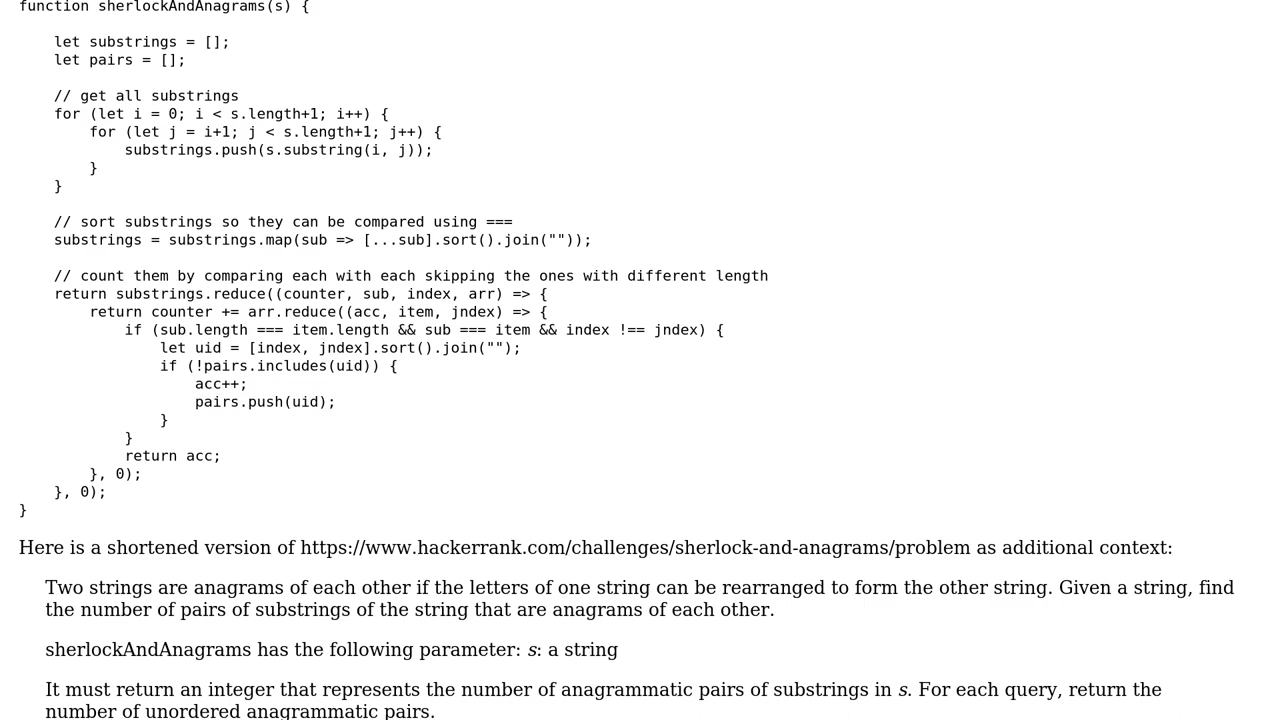 function sherlockAndAnagrams(s) {

    let substrings = [];
    let pairs = [];

    // get all substrings
    for (let i = 0; i < s.length+1; i++) {
        for (let j = i+1; j < s.length+1; j++) {
            substrings.push(s.substring(i, j));
        }
    }

    // sort substrings so they can be compared using ===
    substrings = substrings.map(sub => [...sub].sort().join(""));

    // count them by comparing each with each skipping the ones with different length
    return substrings.reduce((counter, sub, index, arr) => {
        return counter += arr.reduce((acc, item, jndex) => {
            if (sub.length === item.length && sub === item && index !== jndex) {
                let uid = [index, jndex].sort().join("");
                if (!pairs.includes(uid)) {
                    acc++;
                    pairs.push(uid);
                }
            }
            return acc;
        }, 0);
    }, 0);
}

Here is a shortened version of https://www.hackerrank.com/challenges/sherlock-and-anagrams/problem as additional context:

Two strings are anagrams of each other if the letters of one string can be rearranged to form the other string. Given a string, find
the number of pairs of substrings of the string that are anagrams of each other.

sherlockAndAnagrams has the following parameter: s: a string

It must return an integer that represents the number of anagrammatic pairs of substrings in s. For each query, return the
number of unordered anagrammatic pairs.